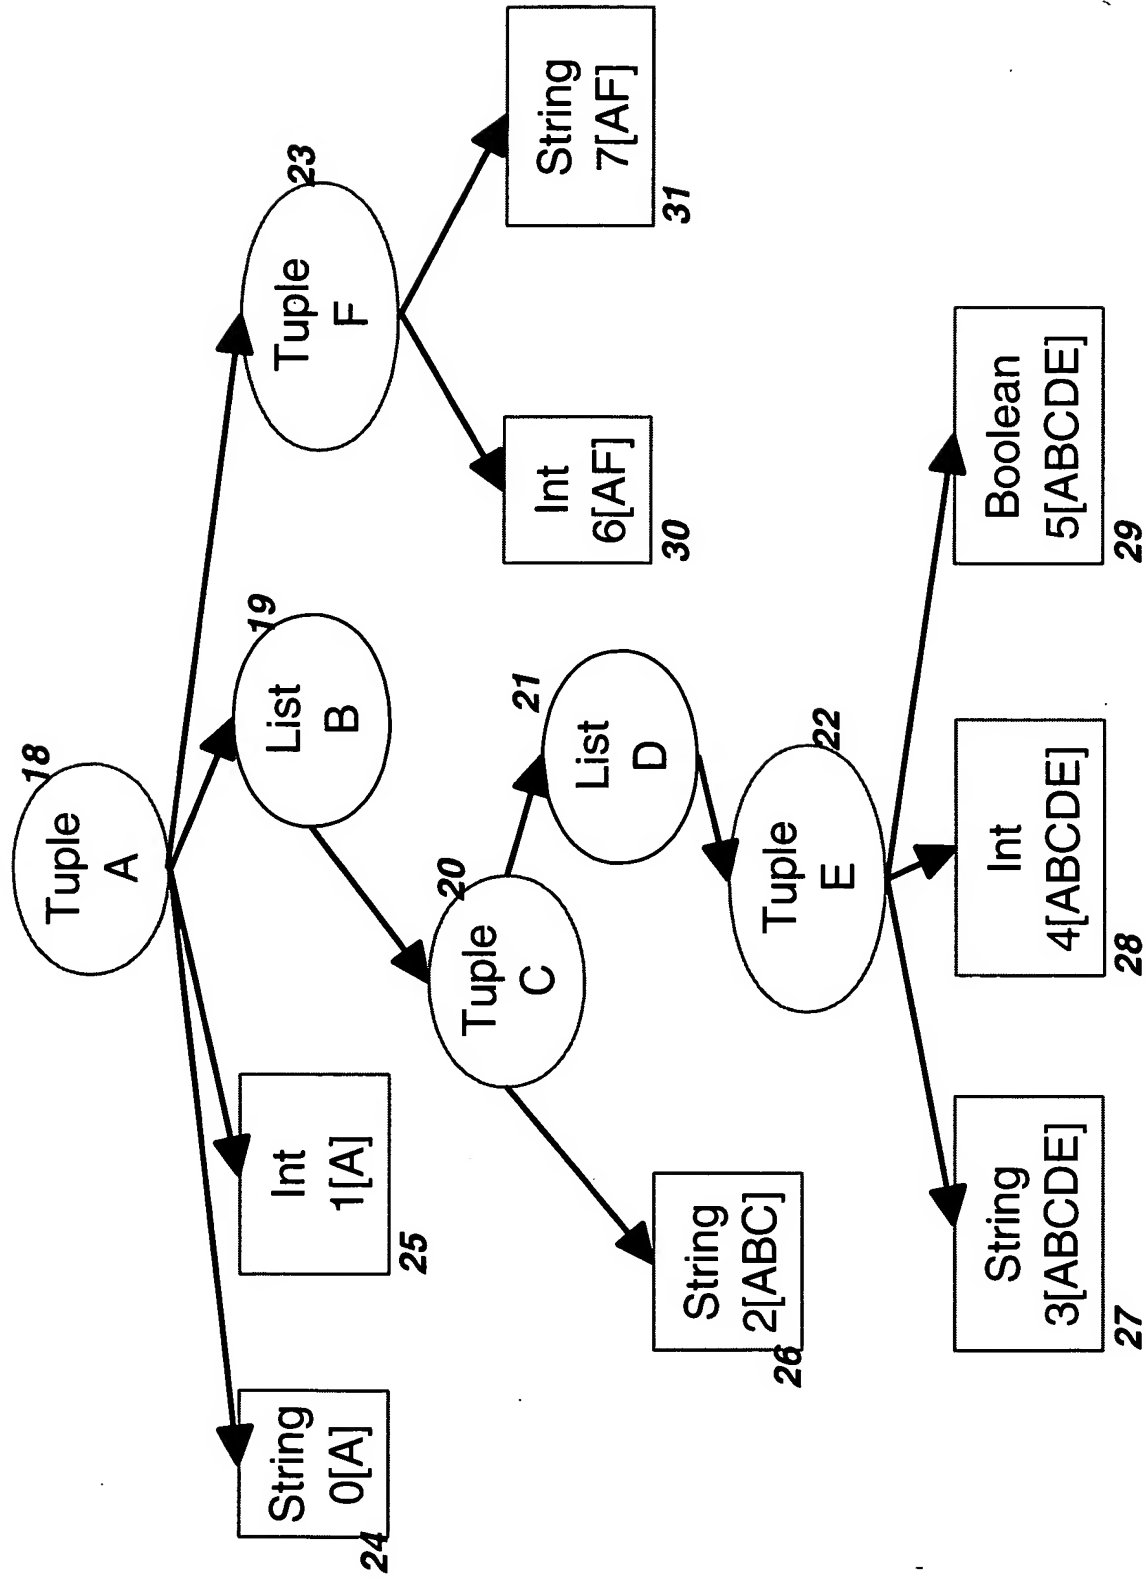 18
Tuple
A
24
String
0[A]
25
Int
1[A]
19
List
B
23
Tuple
F
20
Tuple
C
21
List
D
30
Int
6[AF]
31
String
7[AF]
26
String
2[ABC]
22
Tuple
E
27
String
3[ABCDE]
28
Int
4[ABCDE]
29
Boolean
5[ABCDE]